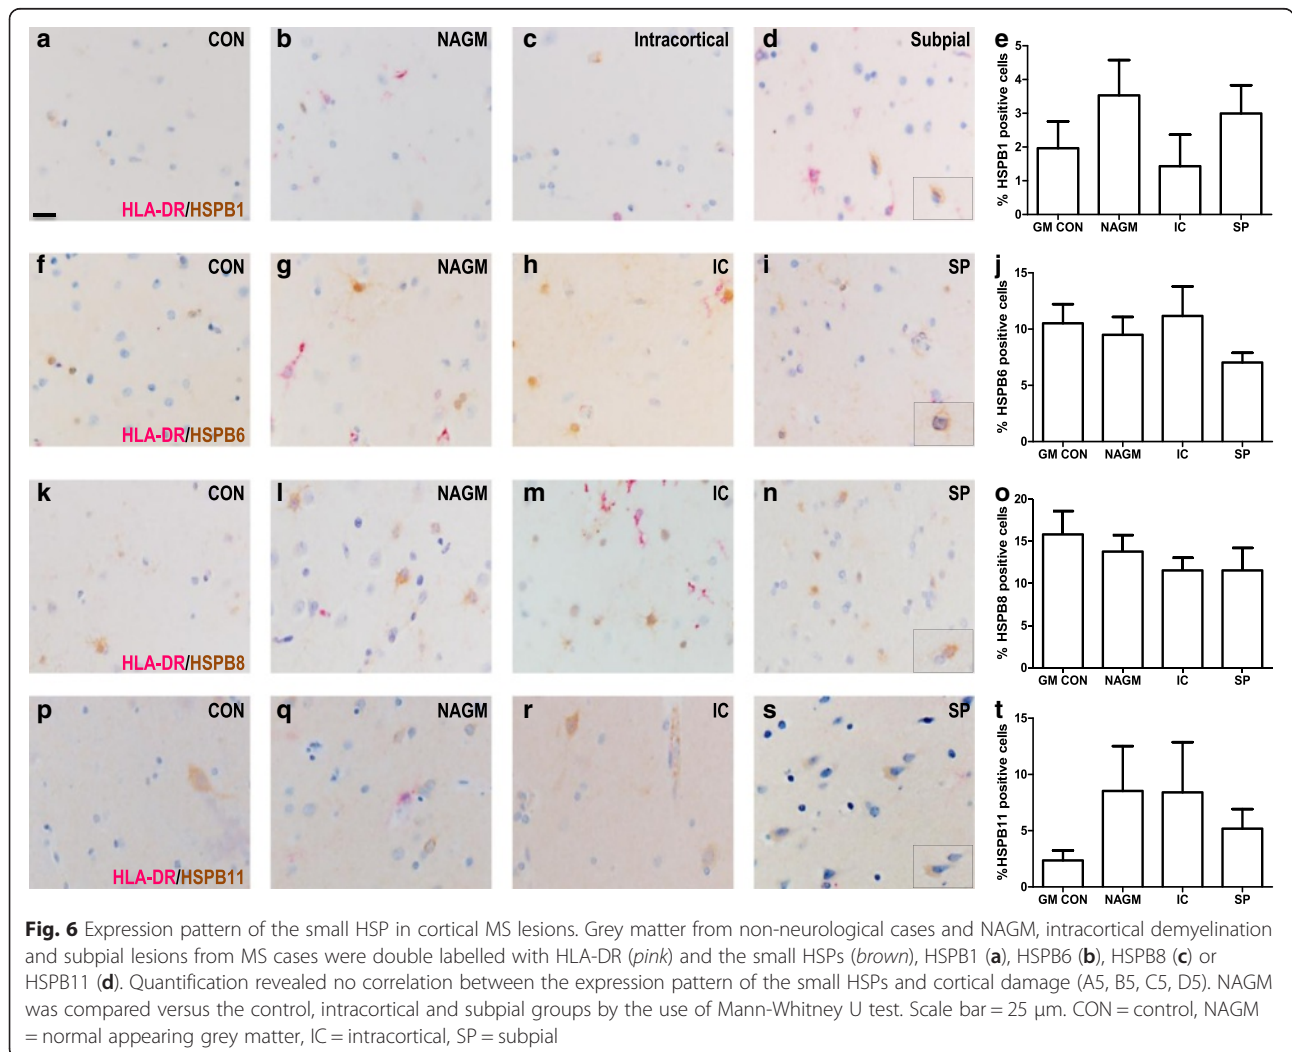 a CON b NAGM c Intracortical d Subpial e
HLA-DR/HSPB1
% HSPB1 positive cells
5
4
3
2
1
0
GM CON NAGM IC SP
f CON g NAGM h IC i SP j
HLA-DR/HSPB6
% HSPB6 positive cells
15
10
5
0
GM CON NAGM IC SP
k CON l NAGM m IC n SP o
HLA-DR/HSPB8
% HSPB8 positive cells
20
15
10
5
0
GM CON NAGM IC SP
p CON q NAGM r IC s SP t
HLA-DR/HSPB11
%HSPB11 positive cells
15
10
5
0
GM CON NAGM IC SP
Fig. 6 Expression pattern of the small HSP in cortical MS lesions. Grey matter from non-neurological cases and NAGM, intracortical demyelination
and subpial lesions from MS cases were double labelled with HLA-DR (pink) and the small HSPs (brown), HSPB1 (a), HSPB6 (b), HSPB8 (c) or
HSPB11 (d). Quantification revealed no correlation between the expression pattern of the small HSPs and cortical damage (A5, B5, C5, D5). NAGM
was compared versus the control, intracortical and subpial groups by the use of Mann-Whitney U test. Scale bar = 25 μm. CON = control, NAGM
= normal appearing grey matter, IC = intracortical, SP = subpial